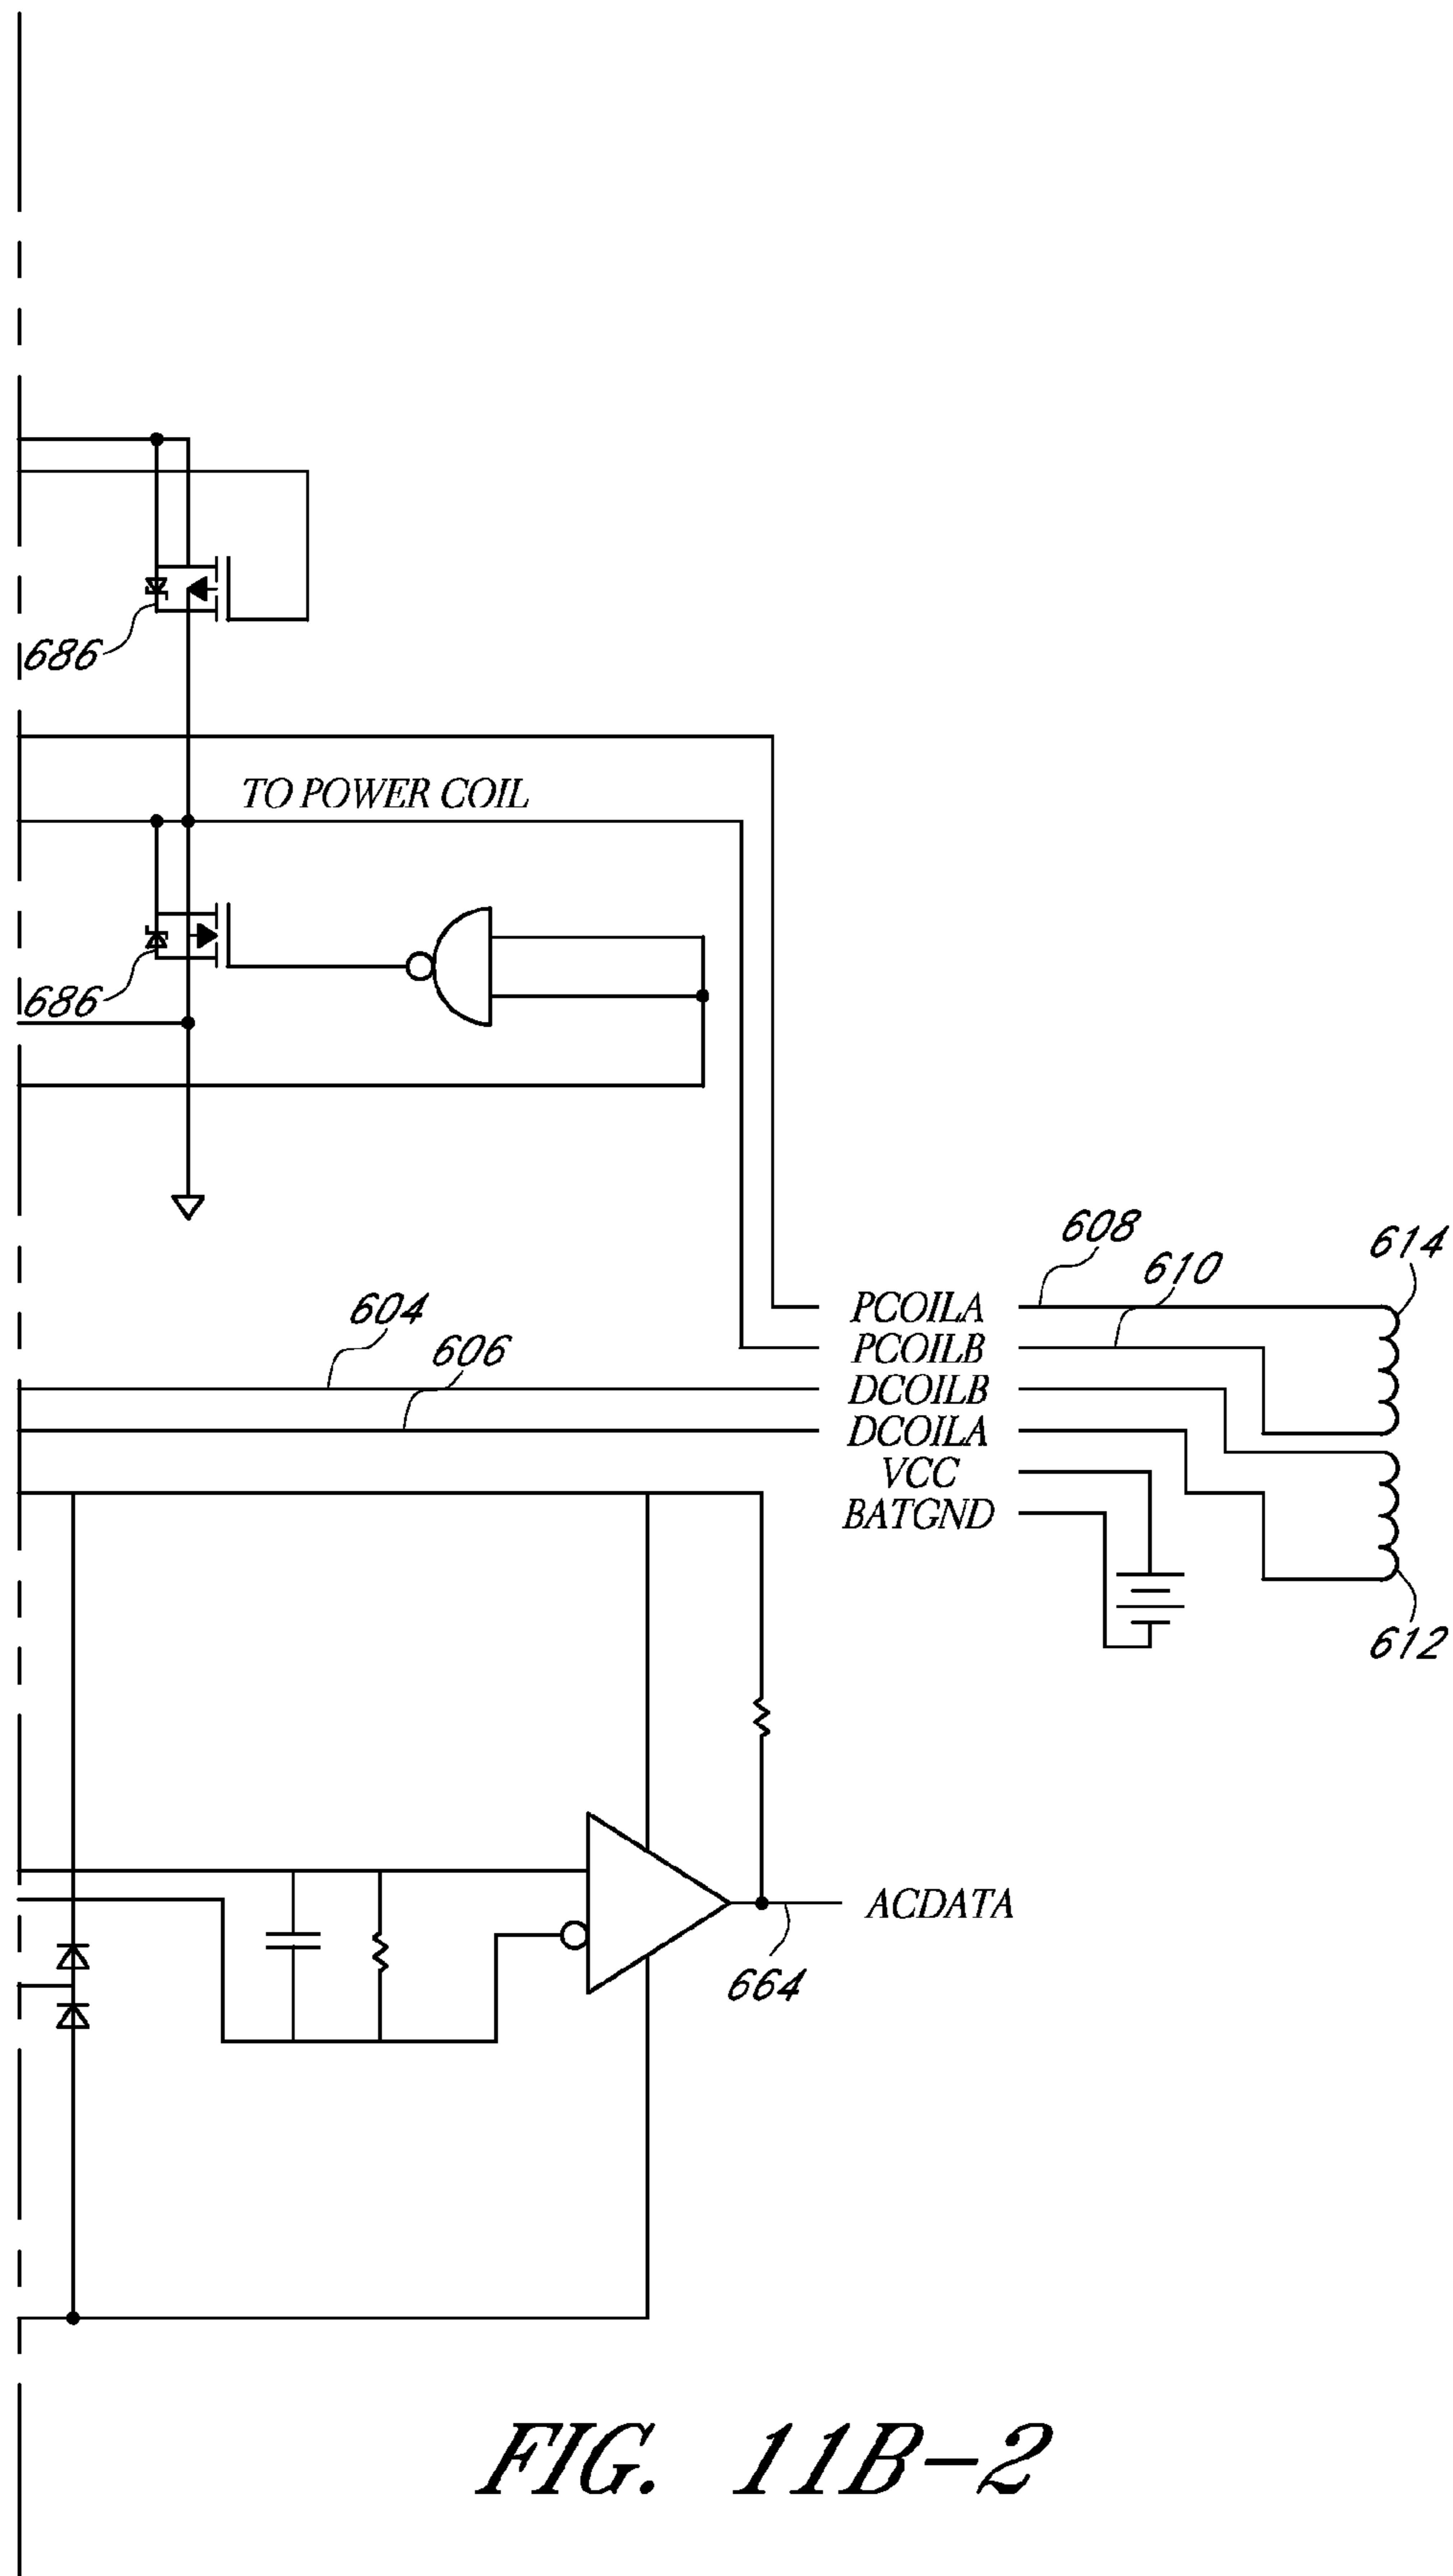 686
TO POWER COIL
686
608
614
610
604
PCOILA
606
PCOILB
DCOILB
DCOILA
VCC
BATGND
612
ACDATA
664
FIG. 11B-2